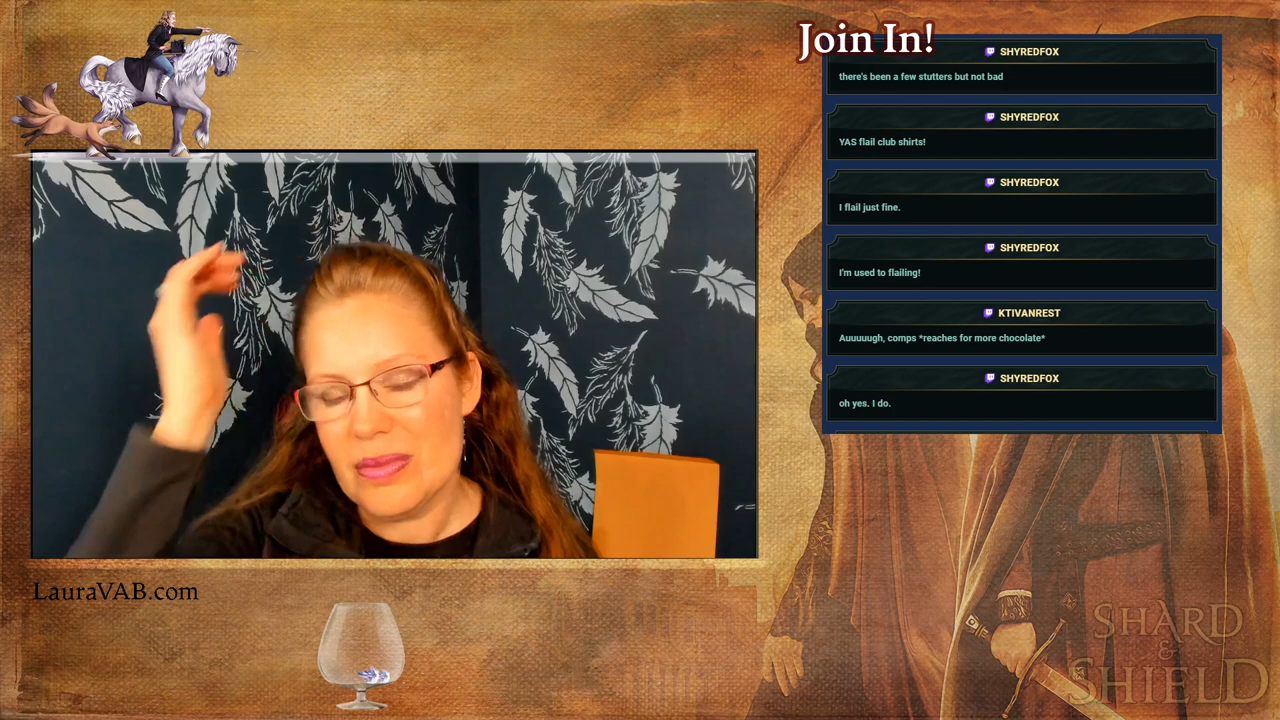 Join In!
SHYREDFOX
there's been a few stutters but not bad
SHYREDFOX
YAS flail club shirts!
SHYREDFOX
I flail just fine.
SHYREDFOX
I'm used to flailing!
KTIVANREST
Auuuuugh, comps *reaches for more chocolate*
SHYREDFOX
oh yes. I do.
LauraVAB.com
SHARD
&
SHIELD